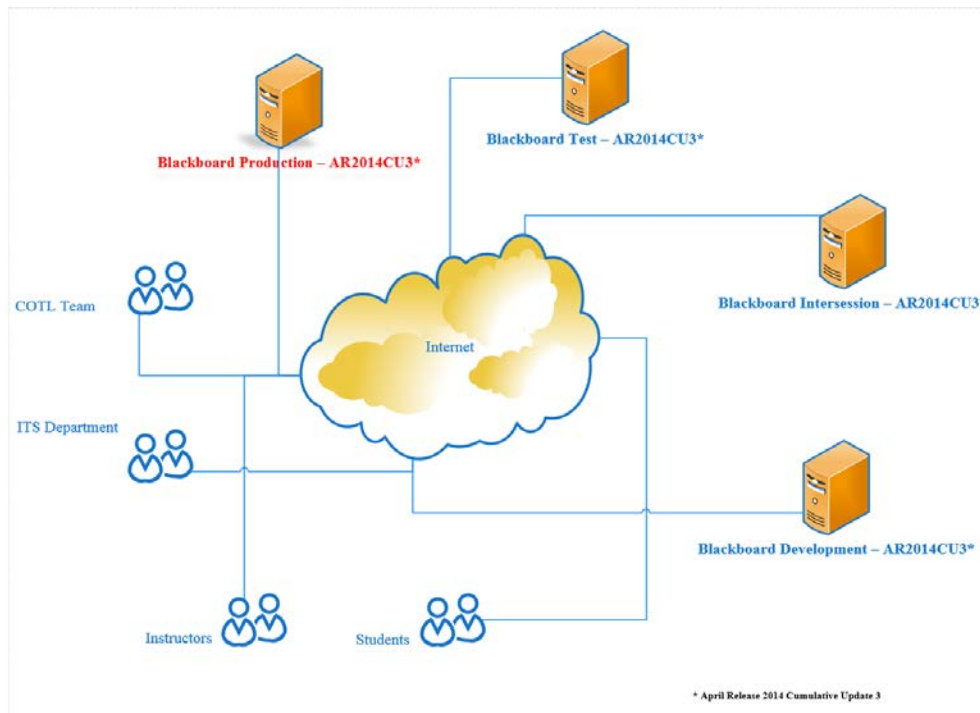 Blackboard Test – AR2014CU3*
Blackboard Production – AR2014CU3*
COTL Team
Blackboard Intersession – AR2014CU3
Internet
ITS Department
Blackboard Development – AR2014CU3*
Instructors
Students
* April Release 2014 Cumulative Update 3